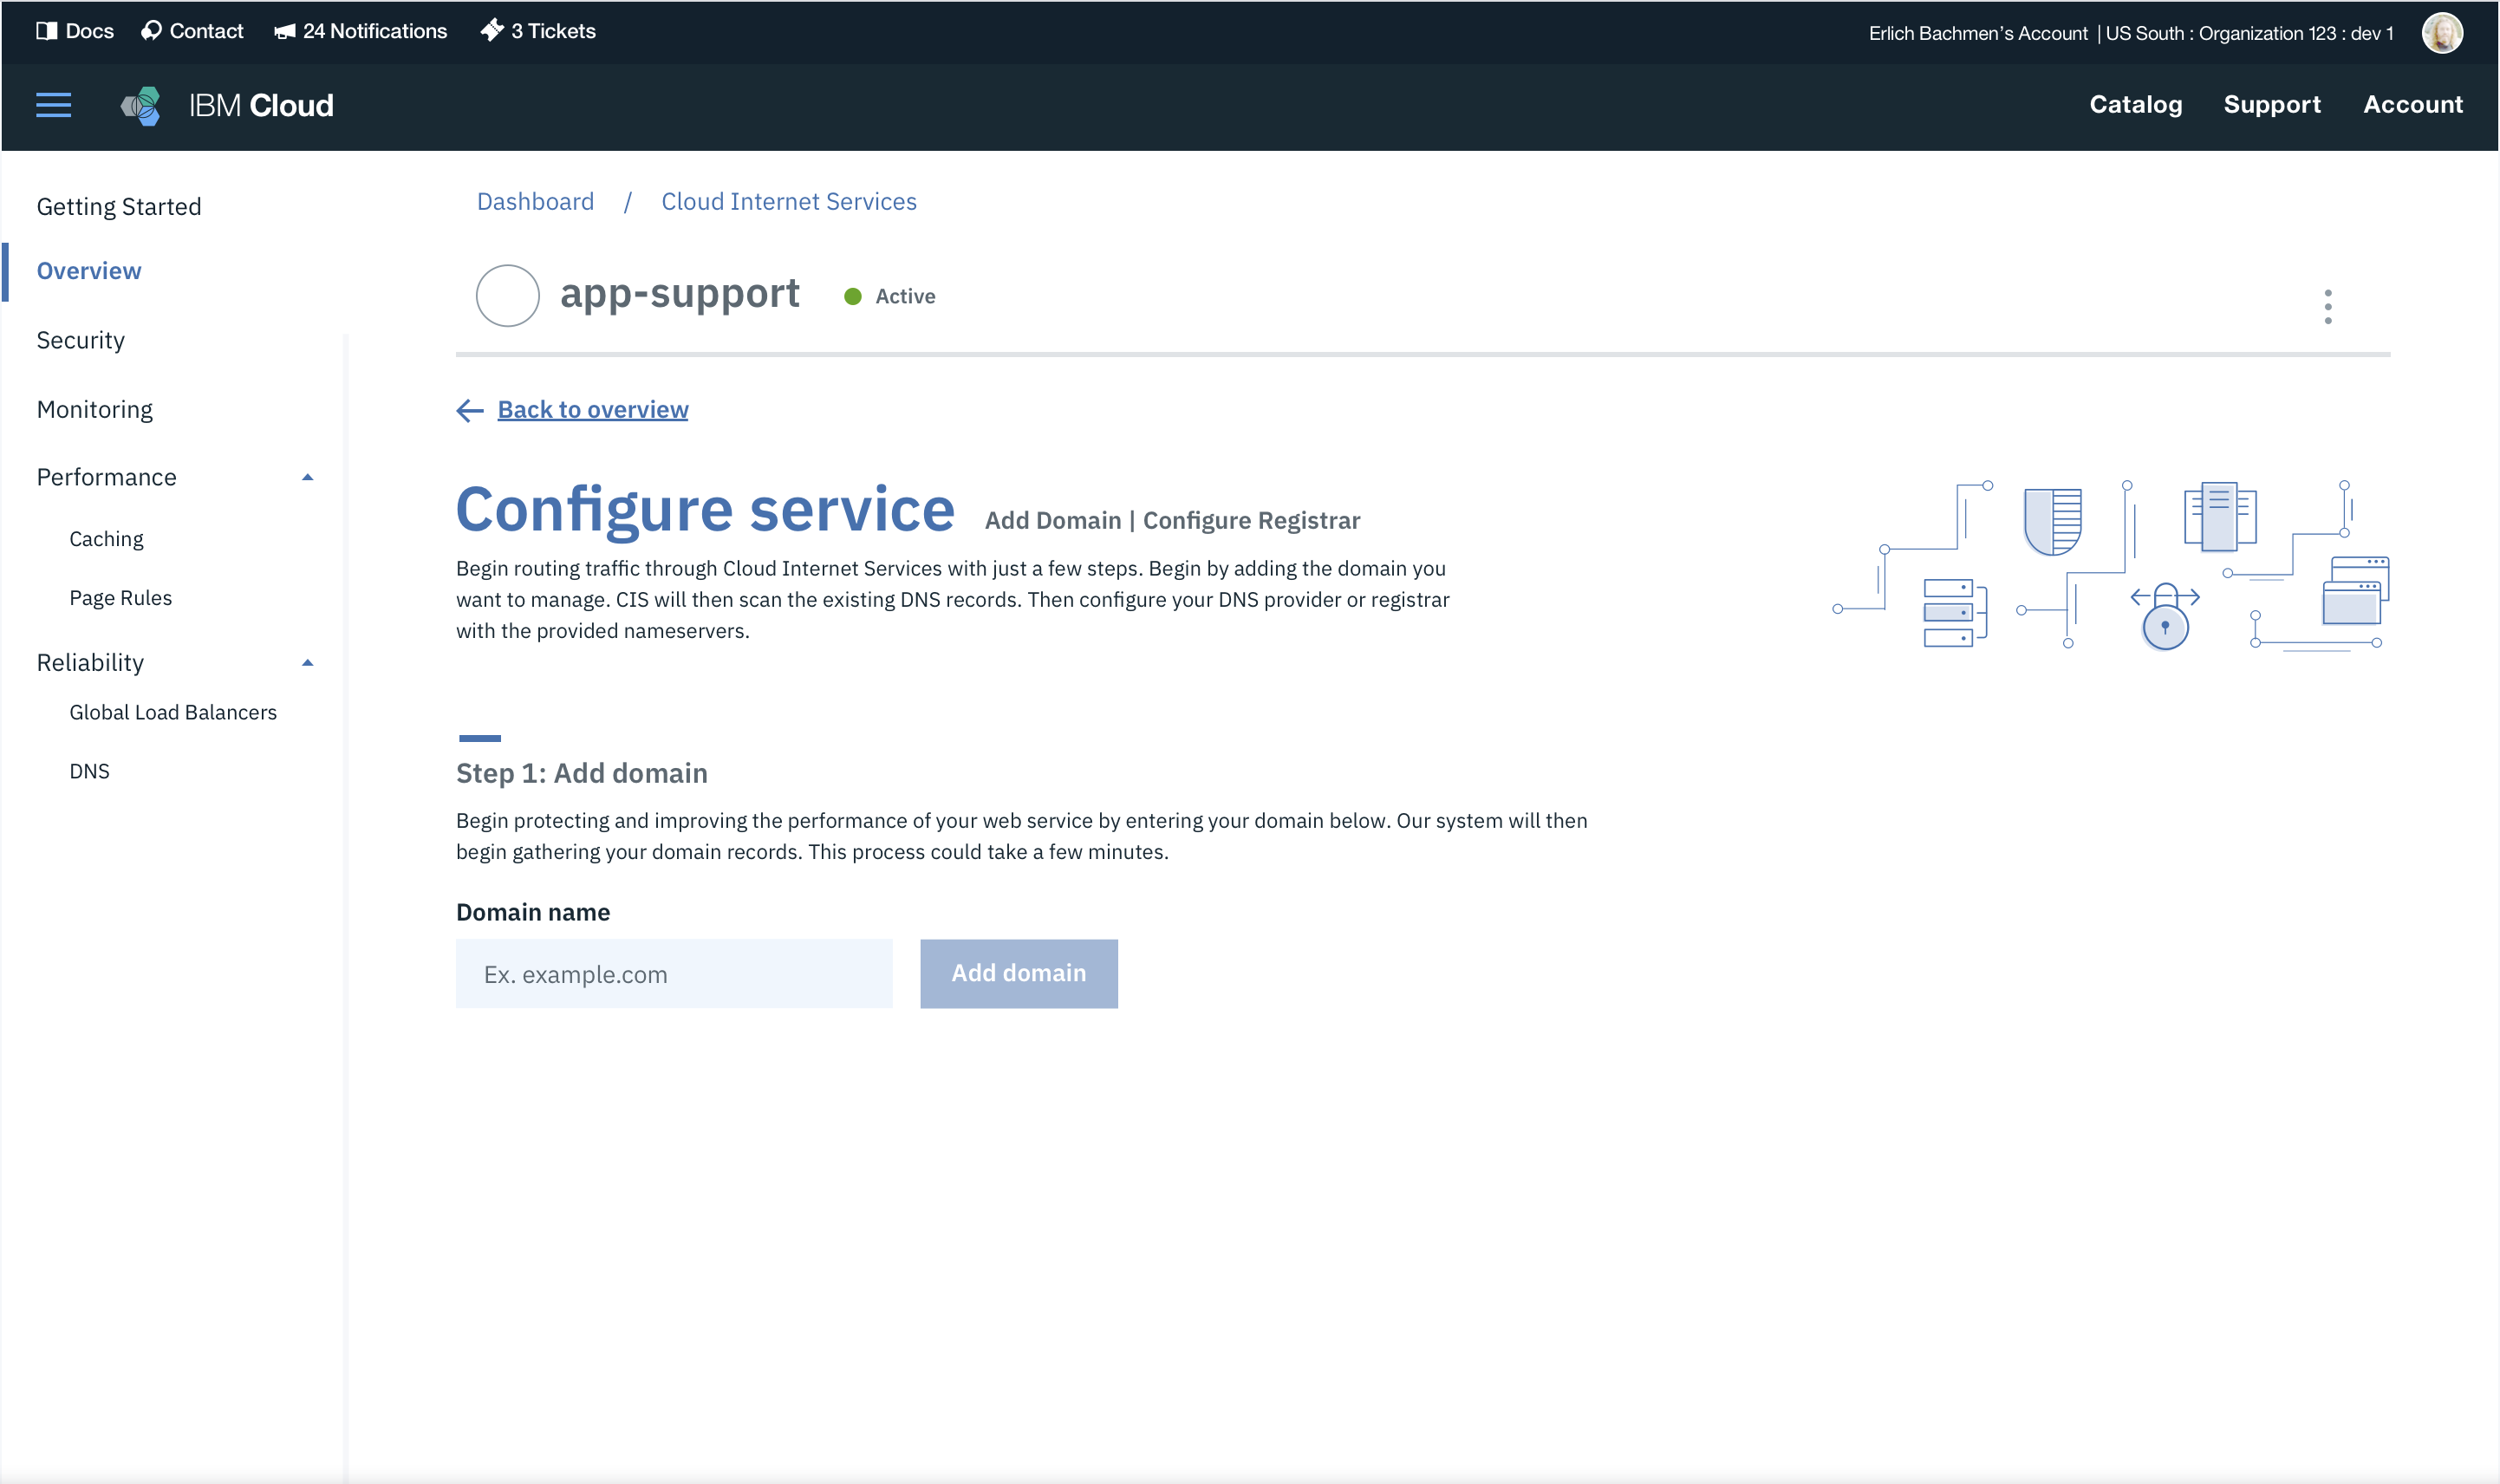 Docs Contact 24 Notifications 3 Tickets
Erlich Bachmen’s Account | US South : Organization 123 : dev 1
IBM Cloud
Catalog Support Account
Getting Started
Overview
Security
Monitoring
Performance
Caching
Page Rules
Reliability
Global Load Balancers
DNS
Dashboard / Cloud Internet Services
app-support Active
Back to overview
Configure service Add Domain | Configure Registrar
Begin routing traffic through Cloud Internet Services with just a few steps. Begin by adding the domain you
want to manage. CIS will then scan the existing DNS records. Then configure your DNS provider or registrar
with the provided nameservers.
Step 1: Add domain
Begin protecting and improving the performance of your web service by entering your domain below. Our system will then
begin gathering your domain records. This process could take a few minutes.
Domain name
Ex. example.com
Add domain